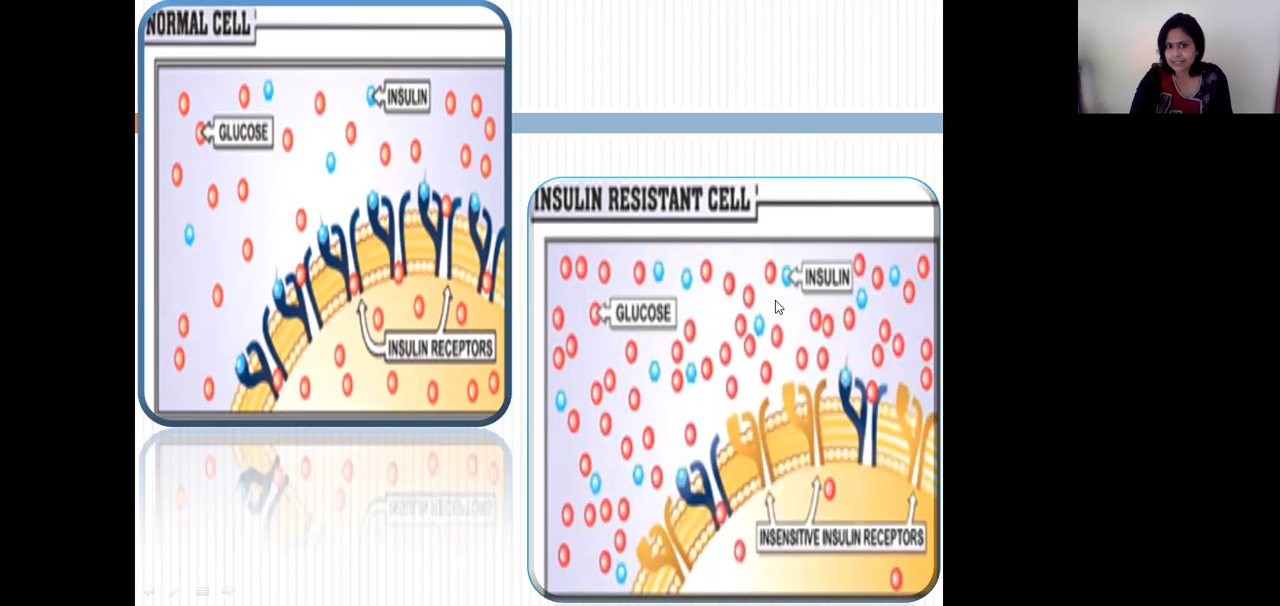 NORMAL CELL
INSULIN
GLUCOSE
INSULIN RECEPTORS
INSULIN RESISTANT CELL
INSULIN
GLUCOSE
INSENSITIVE INSULIN RECEPTORS